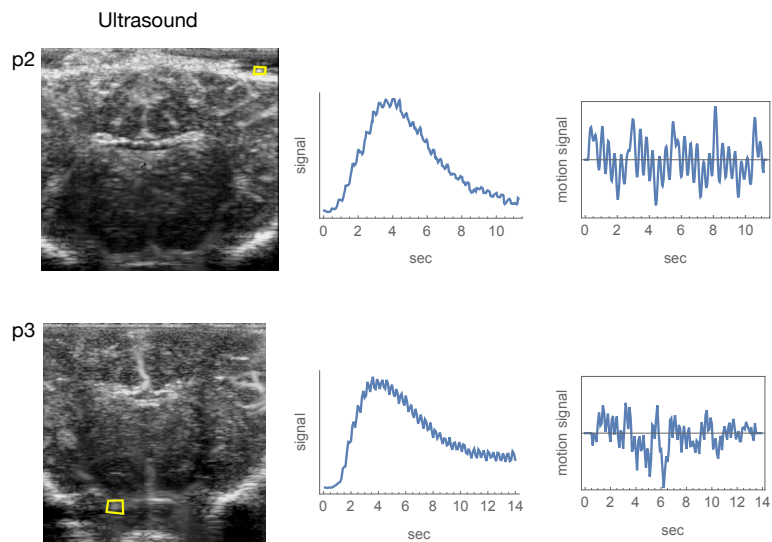 Ultrasound
p2
signal
0 2 4 6 8 10
sec
motion signal
0 2 4 6 8 10
sec
p3
signal
0 2 4 6 8 10 12 14
sec
motion signal
0 2 4 6 8 10 12 14
sec